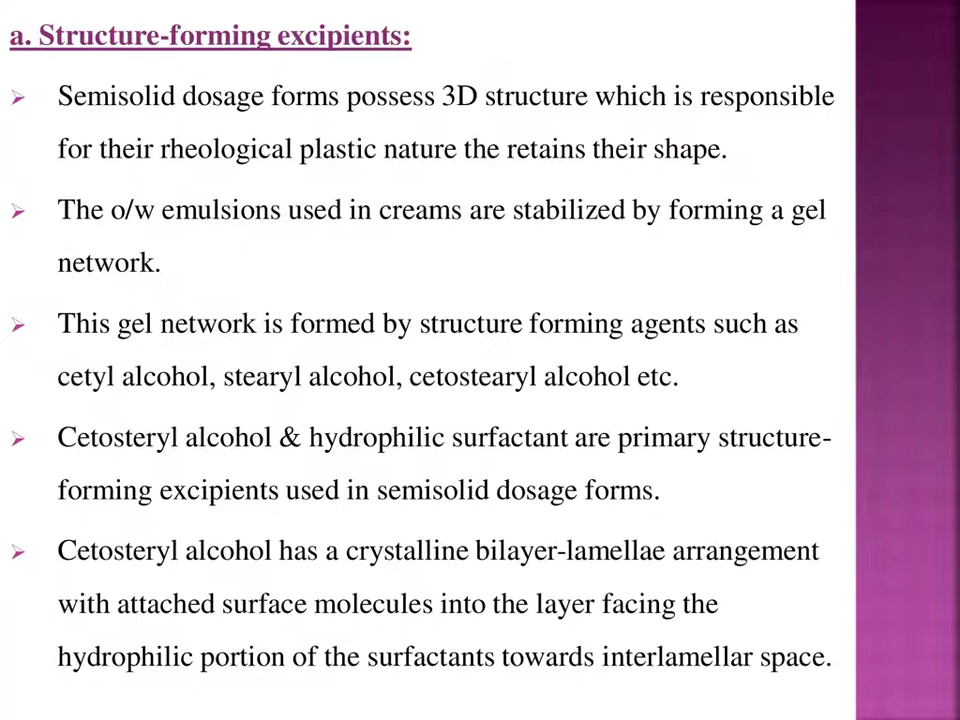 a. Structure-forming excipients:
Semisolid dosage forms possess 3D structure which is responsible
for their rheological plastic nature the retains their shape.
The o/w emulsions used in creams are stabilized by forming a gel
network.
This gel network is formed by structure forming agents such as
cetyl alcohol, stearyl alcohol, cetostearyl alcohol etc.
Cetosteryl alcohol & hydrophilic surfactant are primary structure-
forming excipients used in semisolid dosage forms.
Cetosteryl alcohol has a crystalline bilayer-lamellae arrangement
with attached surface molecules into the layer facing the
hydrophilic portion of the surfactants towards interlamellar space.